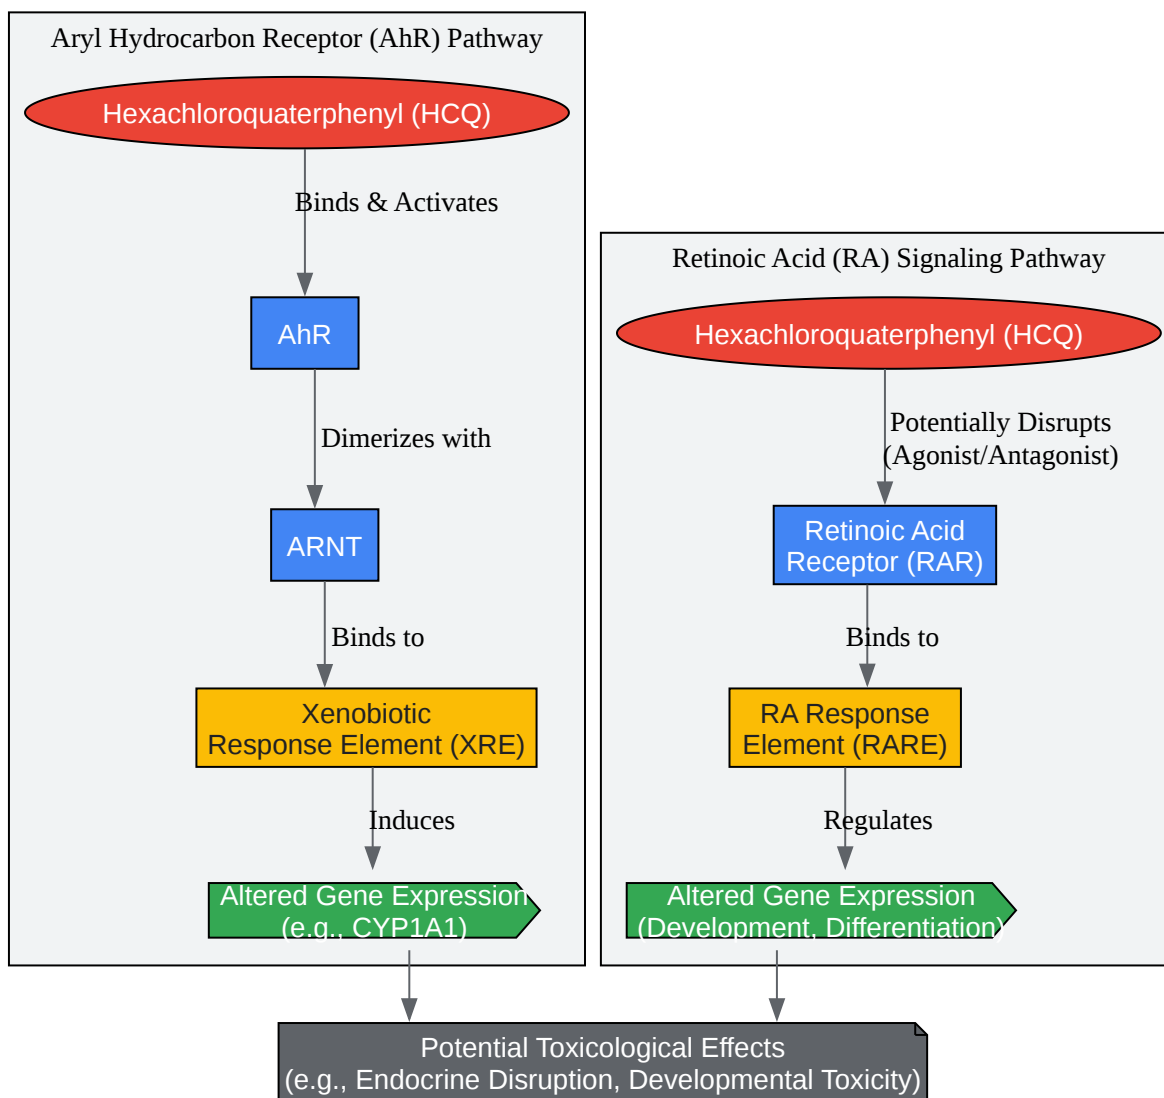 Aryl Hydrocarbon Receptor (AhR) Pathway
Hexachloroquaterphenyl (HCQ)
Binds & Activates
AhR
Dimerizes with
ARNT
Binds to
Xenobiotic
Response Element (XRE)
Induces
Altered Gene Expression
(e.g., CYP1A1)
Retinoic Acid (RA) Signaling Pathway
Hexachloroquaterphenyl (HCQ)
Potentially Disrupts
(Agonist/Antagonist)
Retinoic Acid
Receptor (RAR)
Binds to
RA Response
Element (RARE)
Regulates
Altered Gene Expression
(Development, Differentiation)
Potential Toxicological Effects
(e.g., Endocrine Disruption, Developmental Toxicity)